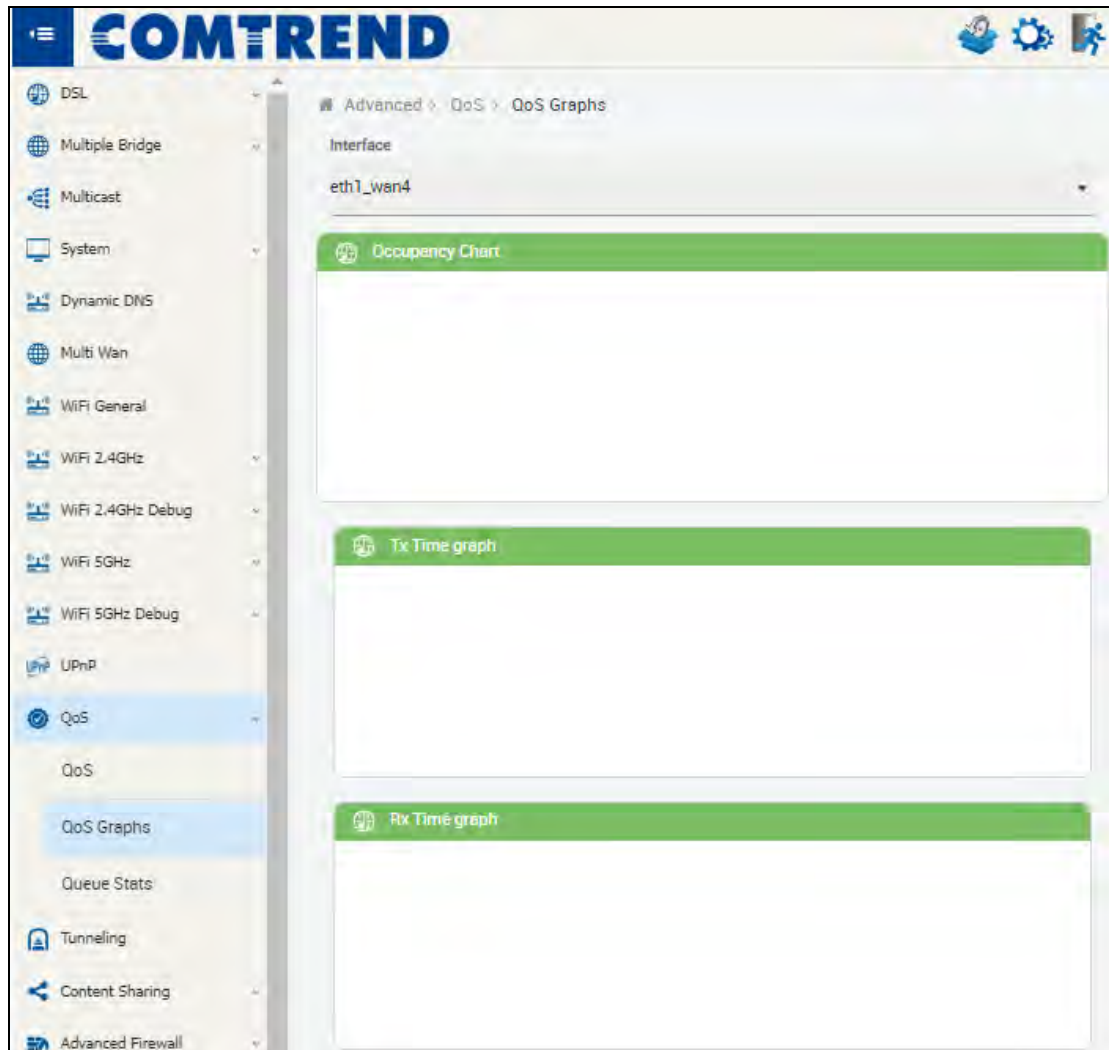 COMTREND
DSL
Multiple Bridge
Multicast
System
Dynamic DNS
Multi Wan
WiFi General
WiFi 2.4GHz
WiFi 2.4GHz Debug
WiFi 5GHz
WiFi 5GHz Debug
UPnP UPnP
QoS
QoS
QoS Graphs
Queue Stats
Tunneling
Content Sharing
Advanced Firewall
Advanced > QoS > QoS Graphs
Interface
eth1_wan4
Occupancy Chart
Tx Time graph
Rx Time graph